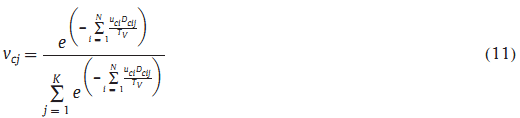 v_{cj} = \frac{e^{\left(-\sum_{i=1}^{N} \frac{u_{ci} D_{cij}}{T_V}\right)}}{\sum_{j=1}^{K} e^{\left(-\sum_{i=1}^{N} \frac{u_{ci} D_{cij}}{T_V}\right)}} (11)